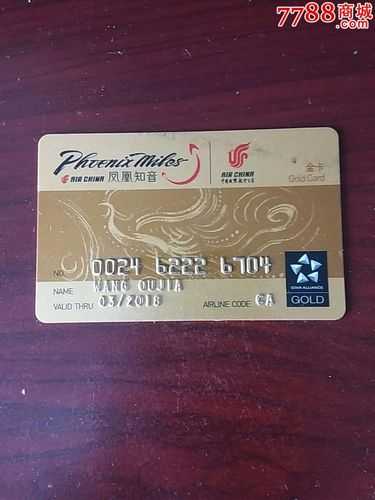 7788商城
.com
Phoenix Miles
AIR CHINA 凤凰知音
AIR CHINA
中国国际航空公司
金卡
Gold Card
NO. 0024 6222 6704
NAME WANG OUJIA
VALID THRU 03/2018 AIRLINE CODE CA
STAR ALLIANCE
GOLD